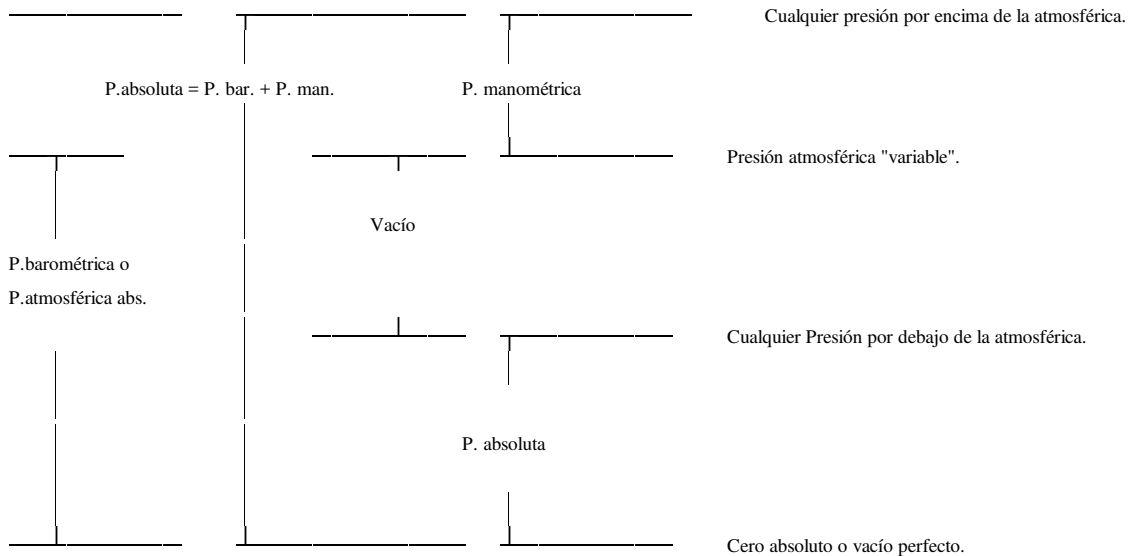 Cualquier presión por encima de la atmosférica.
P.absoluta = P. bar. + P. man.
P. manométrica
Presión atmosférica "variable".
Vacío
P.barométrica o
P.atmosférica abs.
Cualquier Presión por debajo de la atmosférica.
P. absoluta
Cero absoluto o vacío perfecto.